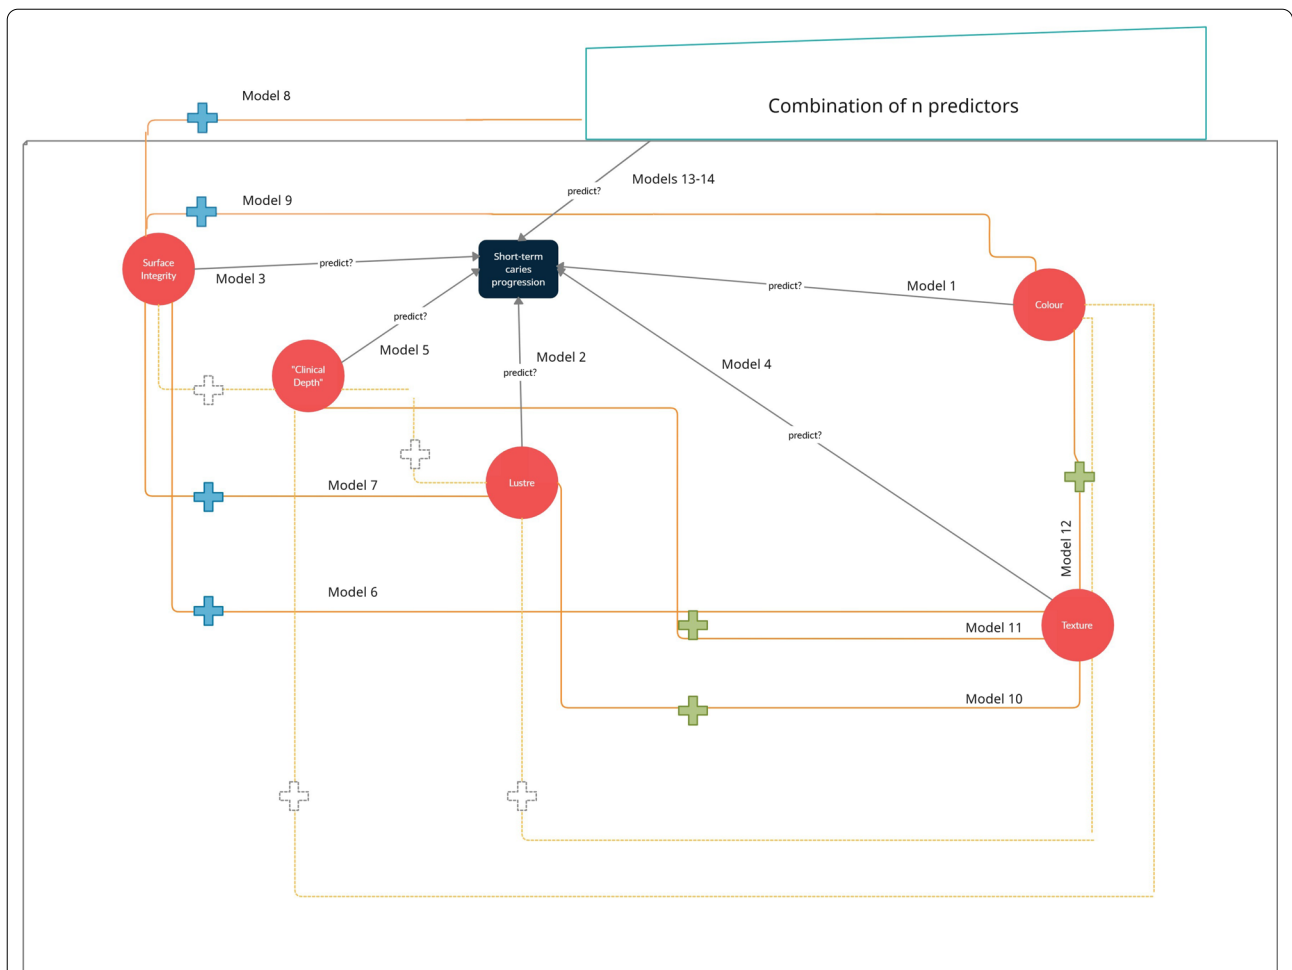 Model 8
Combination of n predictors
Models 13-14
predict?
Model 9
Surface
Integrity
Model 3
predict?
Short-term
caries
progression
predict?
Model 1
Colour
predict?
Model 5
Model 2
predict?
Model 4
"Clinical
Depth"
predict?
Model 7
Lustre
Model 12
Model 6
Model 11
Texture
Model 10